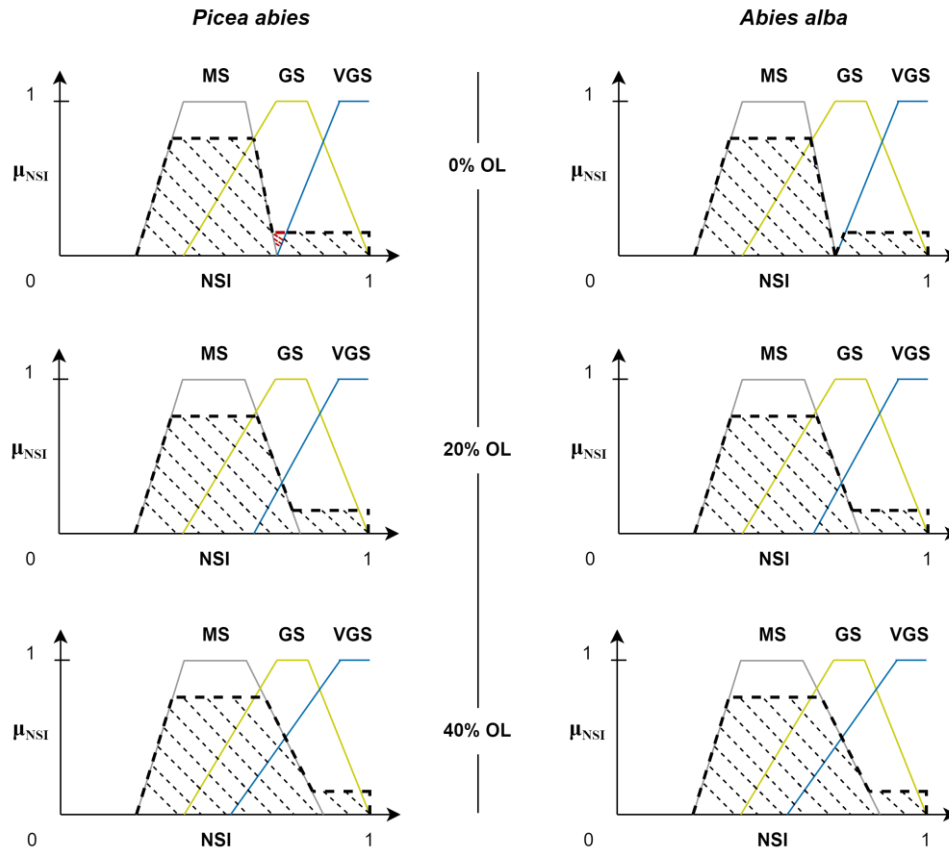 Picea abies Abies alba
MS GS VGS MS GS VGS
1 1
0% OL
μNSI μNSI
0 NSI 1 0 NSI 1
MS GS VGS MS GS VGS
1 1
20% OL
μNSI μNSI
0 NSI 1 0 NSI 1
MS GS VGS MS GS VGS
1 1
40% OL
μNSI μNSI
0 NSI 1 0 NSI 1